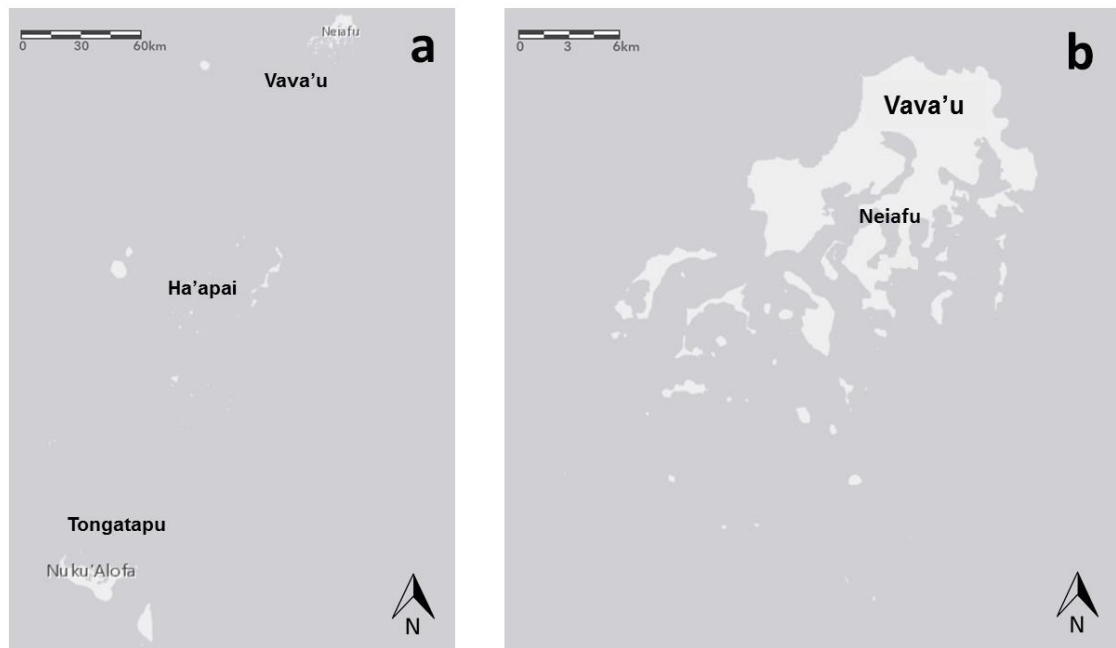 a
0 30 60km
Neiafu
Vava'u
Ha'apai
Tongatapu
Nuku'Alofa
N
b
0 3 6km
Vava'u
Neiafu
N